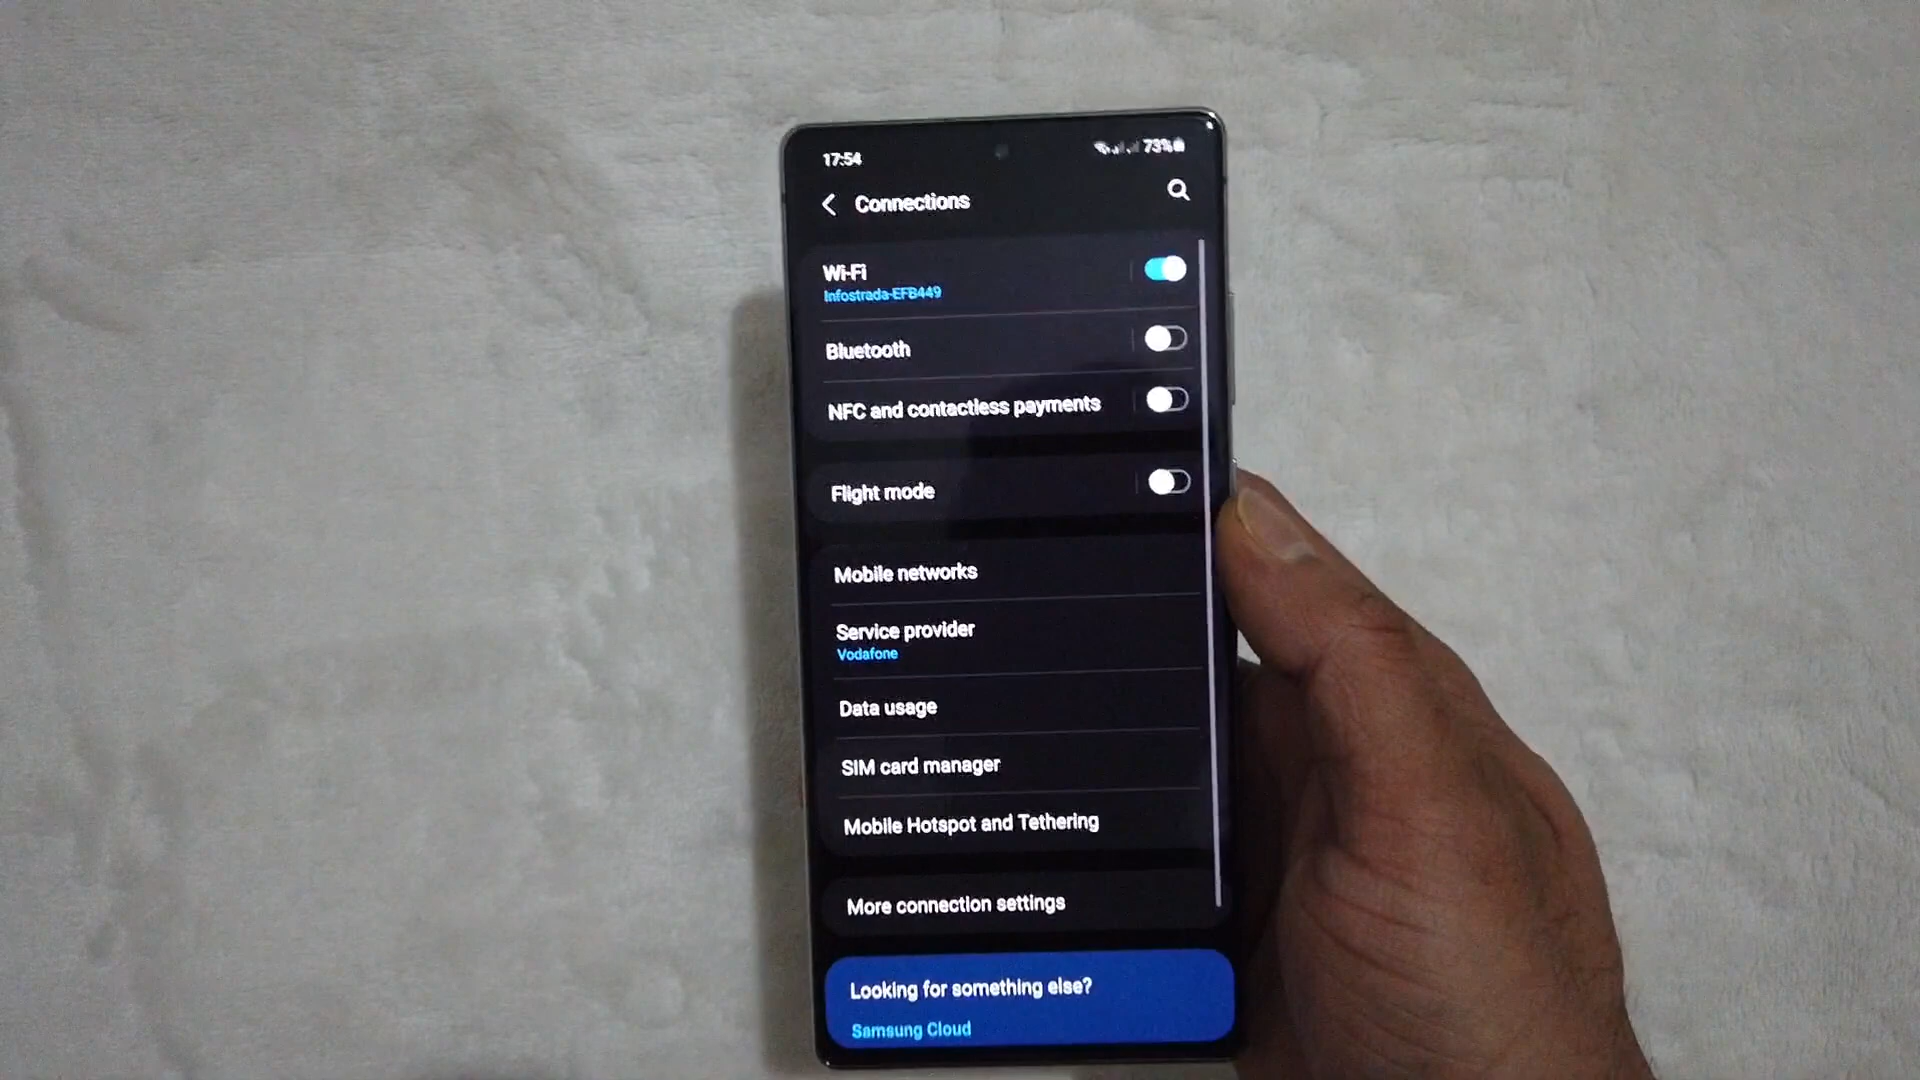 17:54
73%
Connections
Wi-Fi
Infostrada-EFB449
Bluetooth
NFC and contactless payments
Flight mode
Mobile networks
Service provider
Vodafone
Data usage
SIM card manager
Mobile Hotspot and Tethering
More connection settings
Looking for something else?
Samsung Cloud